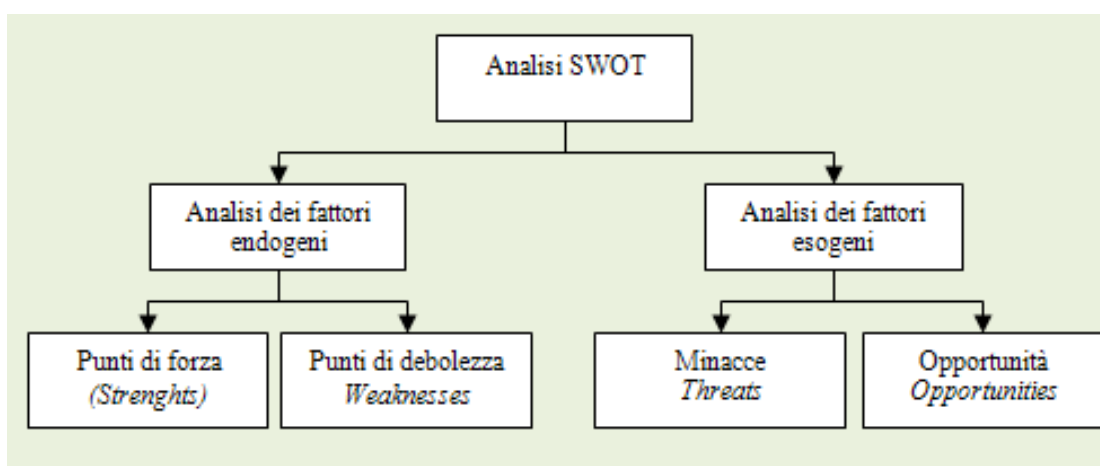 Analisi SWOT
Analisi dei fattori
endogeni
Analisi dei fattori
esogeni
Punti di forza
(Strenghts)
Punti di debolezza
Weaknesses
Minacce
Threats
Opportunità
Opportunities